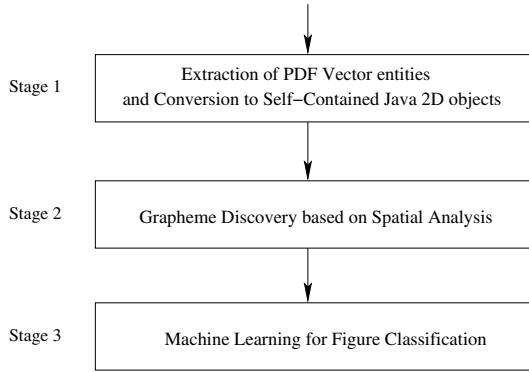 Stage 1
Extraction of PDF Vector entities
and Conversion to Self−Contained Java 2D objects
Stage 2
Grapheme Discovery based on Spatial Analysis
Stage 3
Machine Learning for Figure Classification